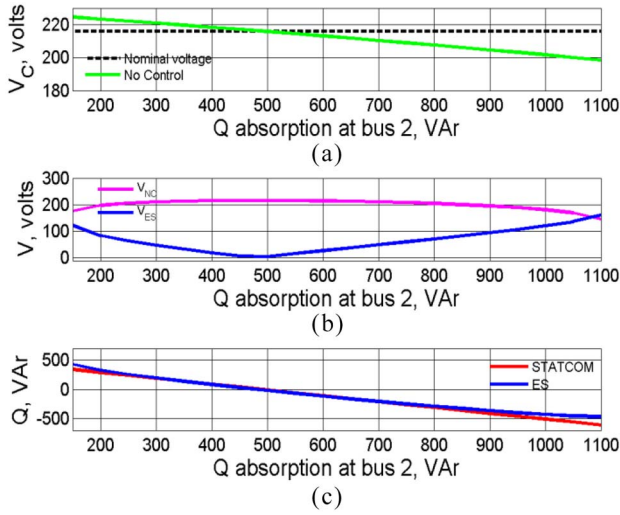 220
200
180
V_C, volts
Nominal voltage
No Control
200 300 400 500 600 700 800 900 1000 1100
Q absorption at bus 2, VAr
(a)
300
200
100
0
V, volts
V_NC
V_ES
200 300 400 500 600 700 800 900 1000 1100
Q absorption at bus 2, VAr
(b)
500
0
-500
Q, VAr
STATCOM
ES
200 300 400 500 600 700 800 900 1000 1100
Q absorption at bus 2, VAr
(c)